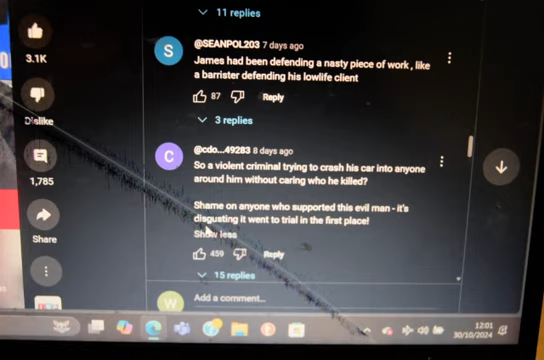 11 replies
@SEANPOL203 7 days ago
James had been defending a nasty piece of work, like
a barrister defending his lowlife client
87 Reply
3 replies
@cdo...49283 8 days ago
So a violent criminal trying to crash his car into anyone
around him without caring who he killed?
Shame on anyone who supported this evil man - it's
disgusting it went to trial in the first place!
Show less
459 Reply
15 replies
Add a comment...
S
C
W
3.1K
Dislike
1,785
Share
12:01
30/10/2024